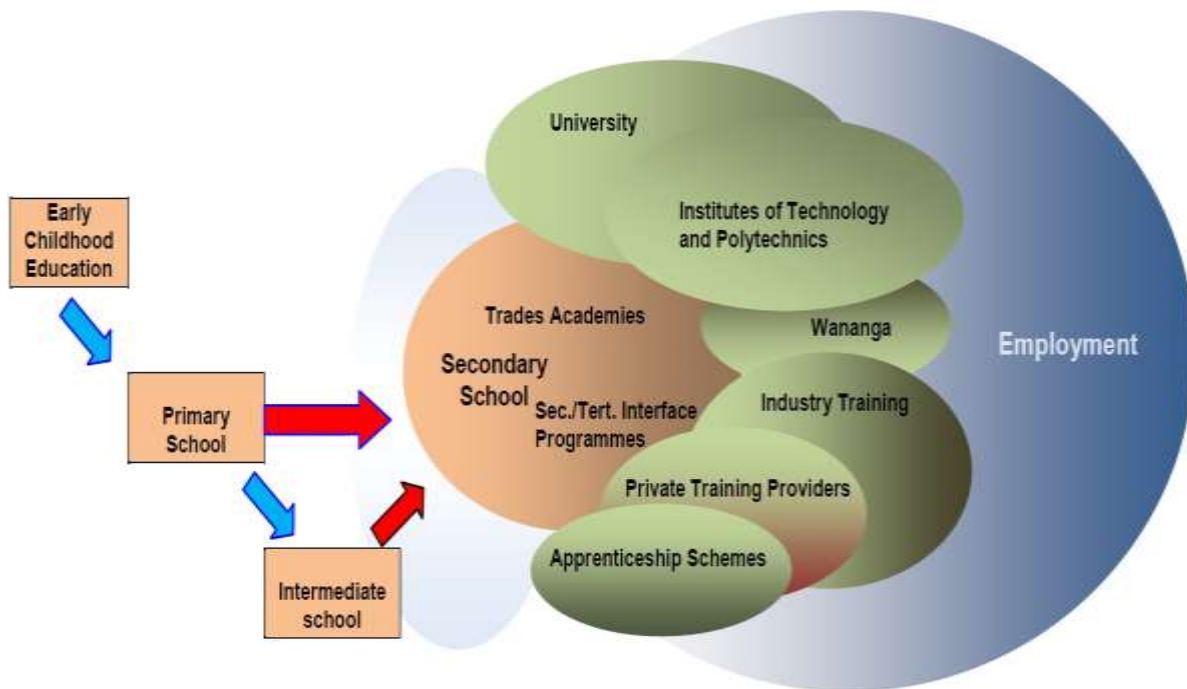 Early
Childhood
Education
Primary
School
Intermediate
school
University
Institutes of Technology
and Polytechnics
Trades Academies
Secondary
School
Sec./Tert. Interface
Programmes
Wananga
Industry Training
Private Training Providers
Apprenticeship Schemes
Employment